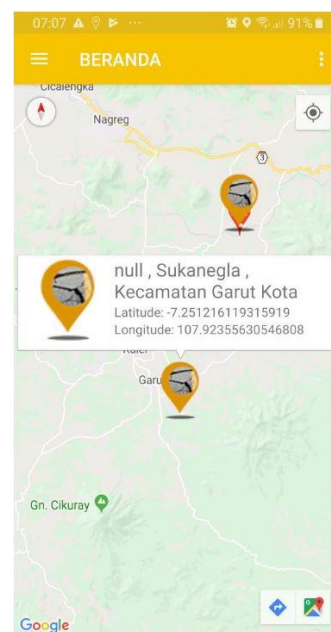 07:07
91%
BERANDA
Cicalengka
Nagreg
3
null , Sukanegla ,
Kecamatan Garut Kota
Latitude: -7.251216119315919
Longitude: 107.92355630546808
Garu
Gn. Cikuray
Google